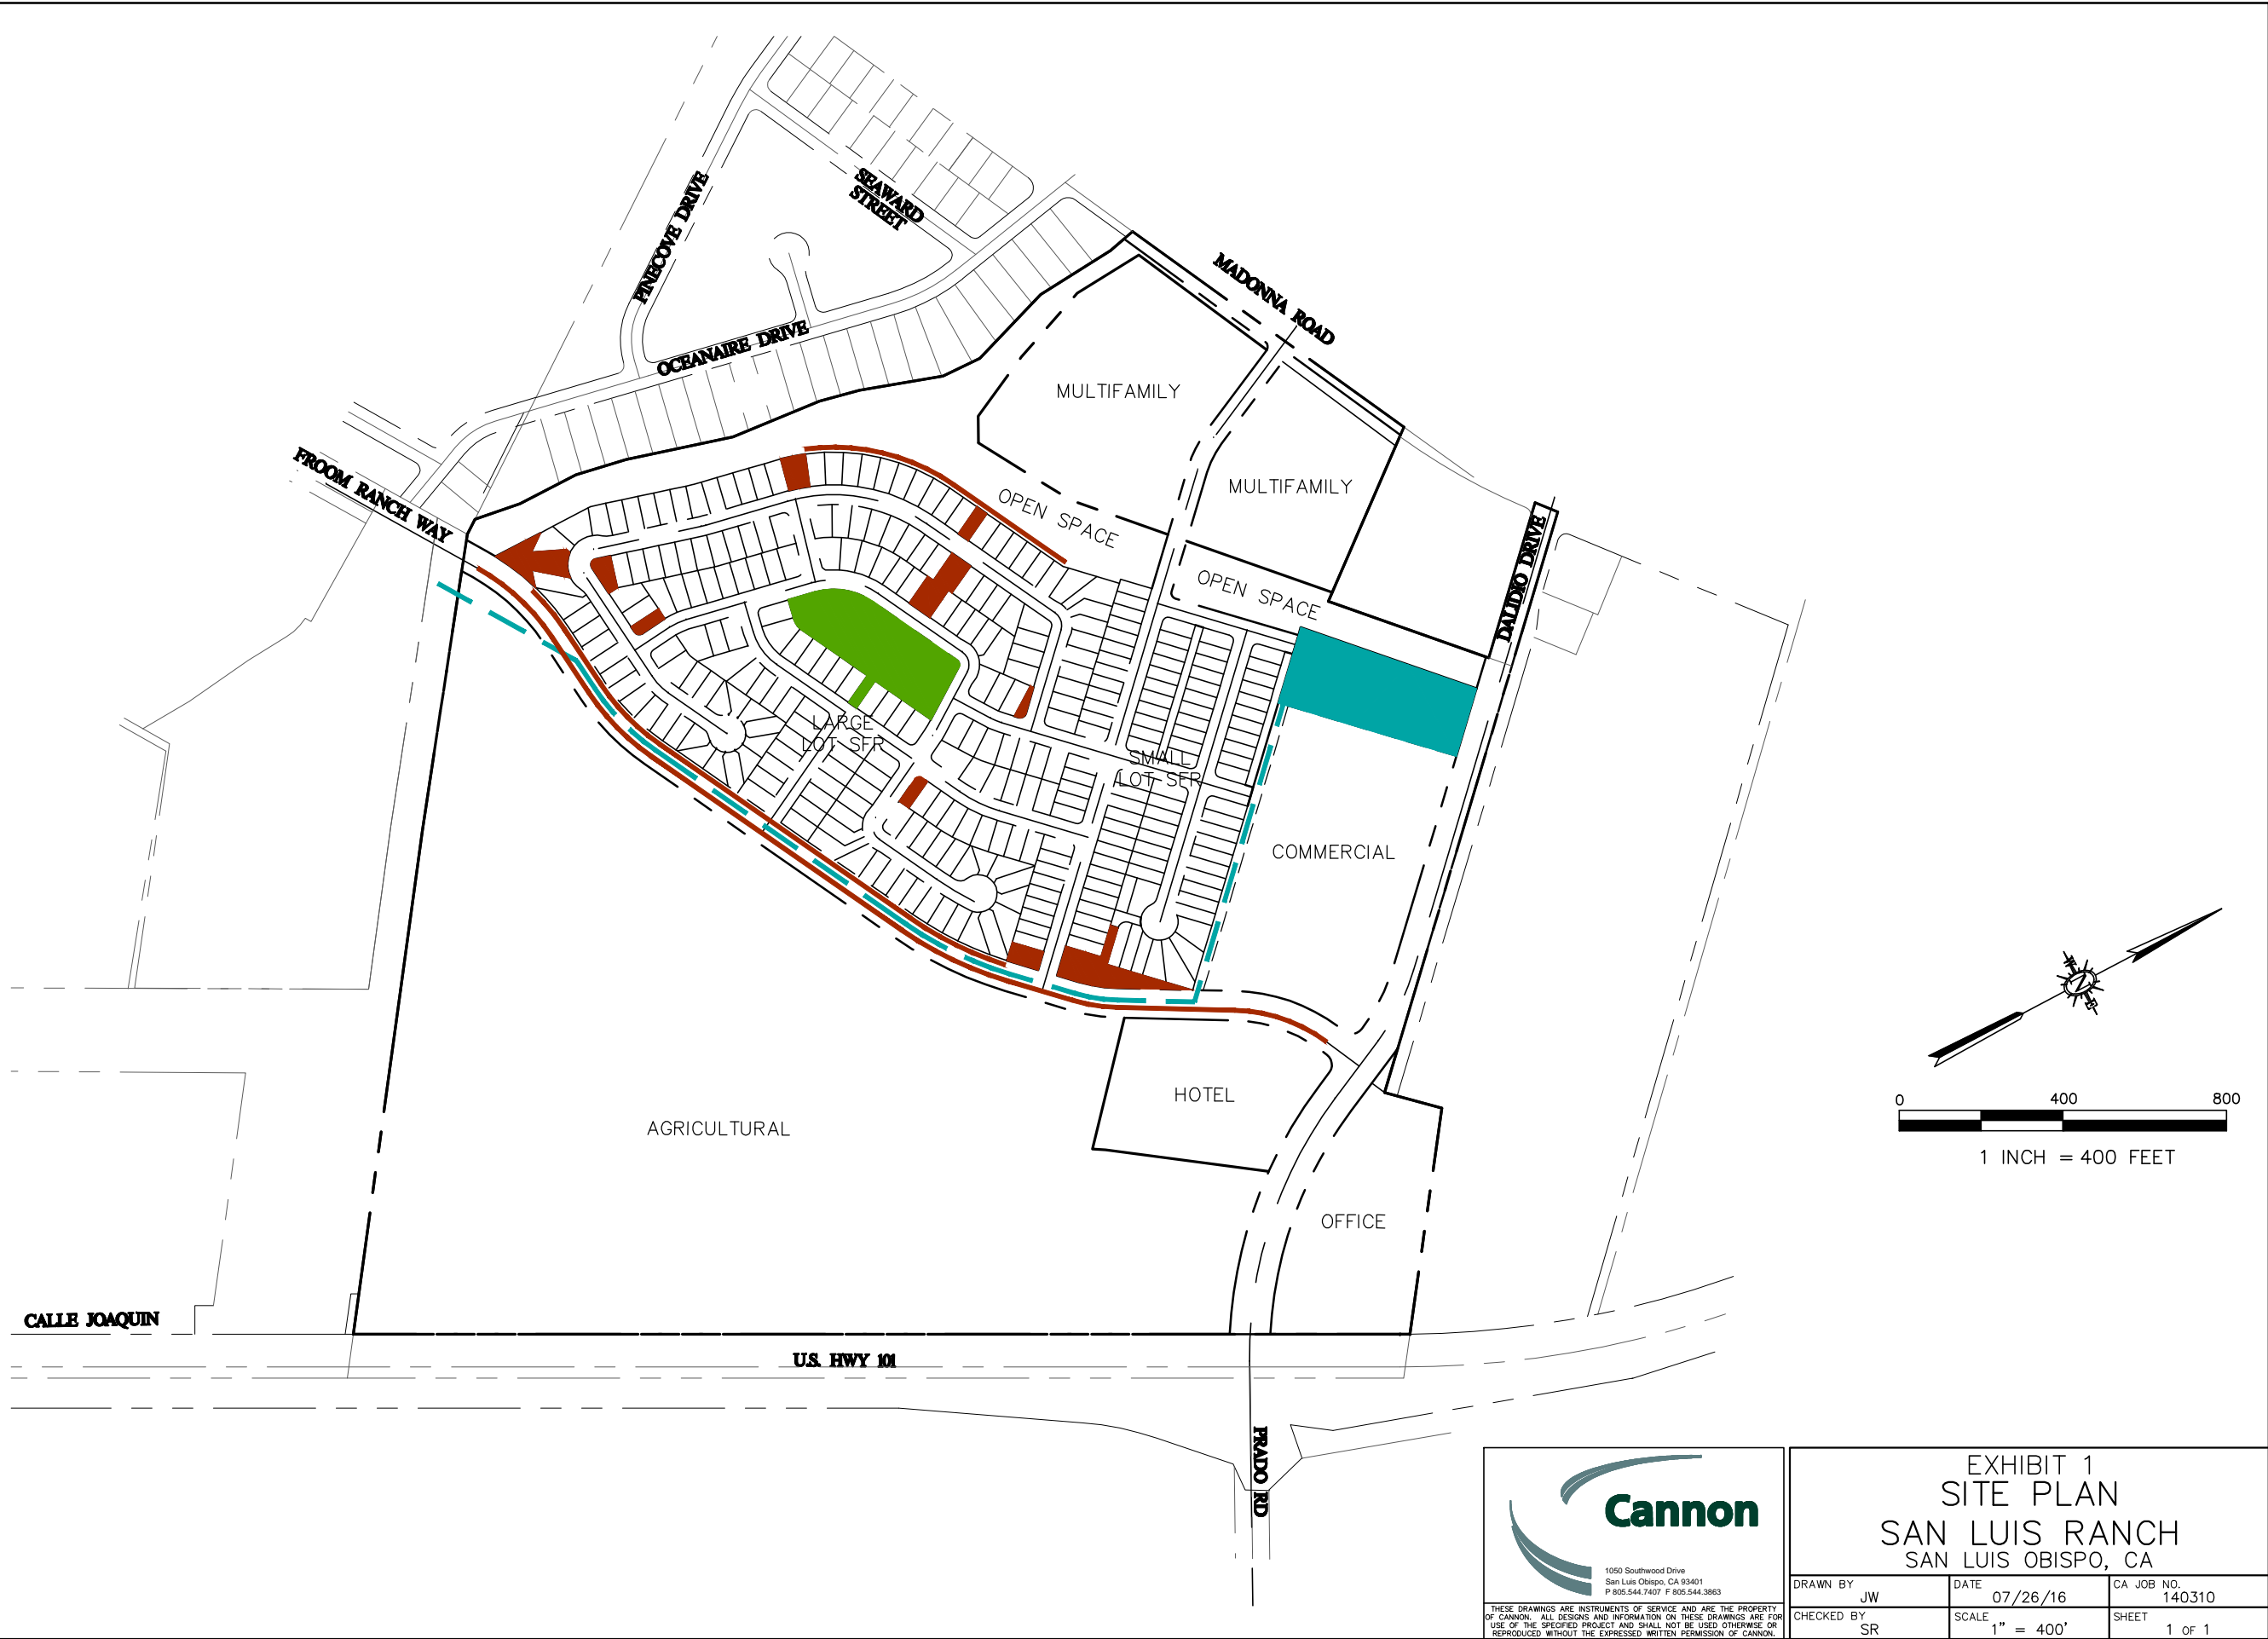 SEAWARD
STREET
PINECOVE DRIVE
MADONNA ROAD
OCEANAIRE DRIVE
MULTIFAMILY
FROOM RANCH WAY
MULTIFAMILY
OPEN SPACE
DALIDIO DRIVE
OPEN SPACE
LARGE
LOT SFR
SMALL
LOT SFR
COMMERCIAL
HOTEL
AGRICULTURAL
OFFICE
0 400 800
1 INCH = 400 FEET
CALLE JOAQUIN
U.S. HWY 101
PRADO RD
Cannon
1050 Southwood Drive
San Luis Obispo, CA 93401
P 805.544.7407 F 805.544.3863
THESE DRAWINGS ARE INSTRUMENTS OF SERVICE AND ARE THE PROPERTY
OF CANNON. ALL DESIGNS AND INFORMATION ON THESE DRAWINGS ARE FOR
USE OF THE SPECIFIED PROJECT AND SHALL NOT BE USED OTHERWISE OR
REPRODUCED WITHOUT THE EXPRESSED WRITTEN PERMISSION OF CANNON.
EXHIBIT 1
SITE PLAN
SAN LUIS RANCH
SAN LUIS OBISPO, CA
DRAWN BY JW
DATE 07/26/16
CA JOB NO. 140310
CHECKED BY SR
SCALE 1" = 400'
SHEET 1 OF 1